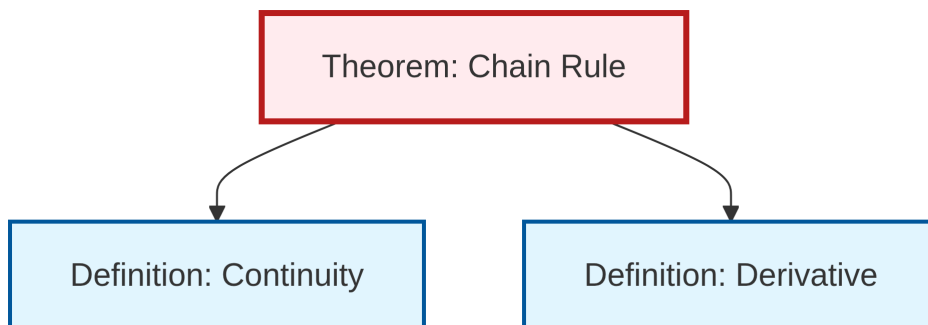 Theorem: Chain Rule
Definition: Continuity
Definition: Derivative